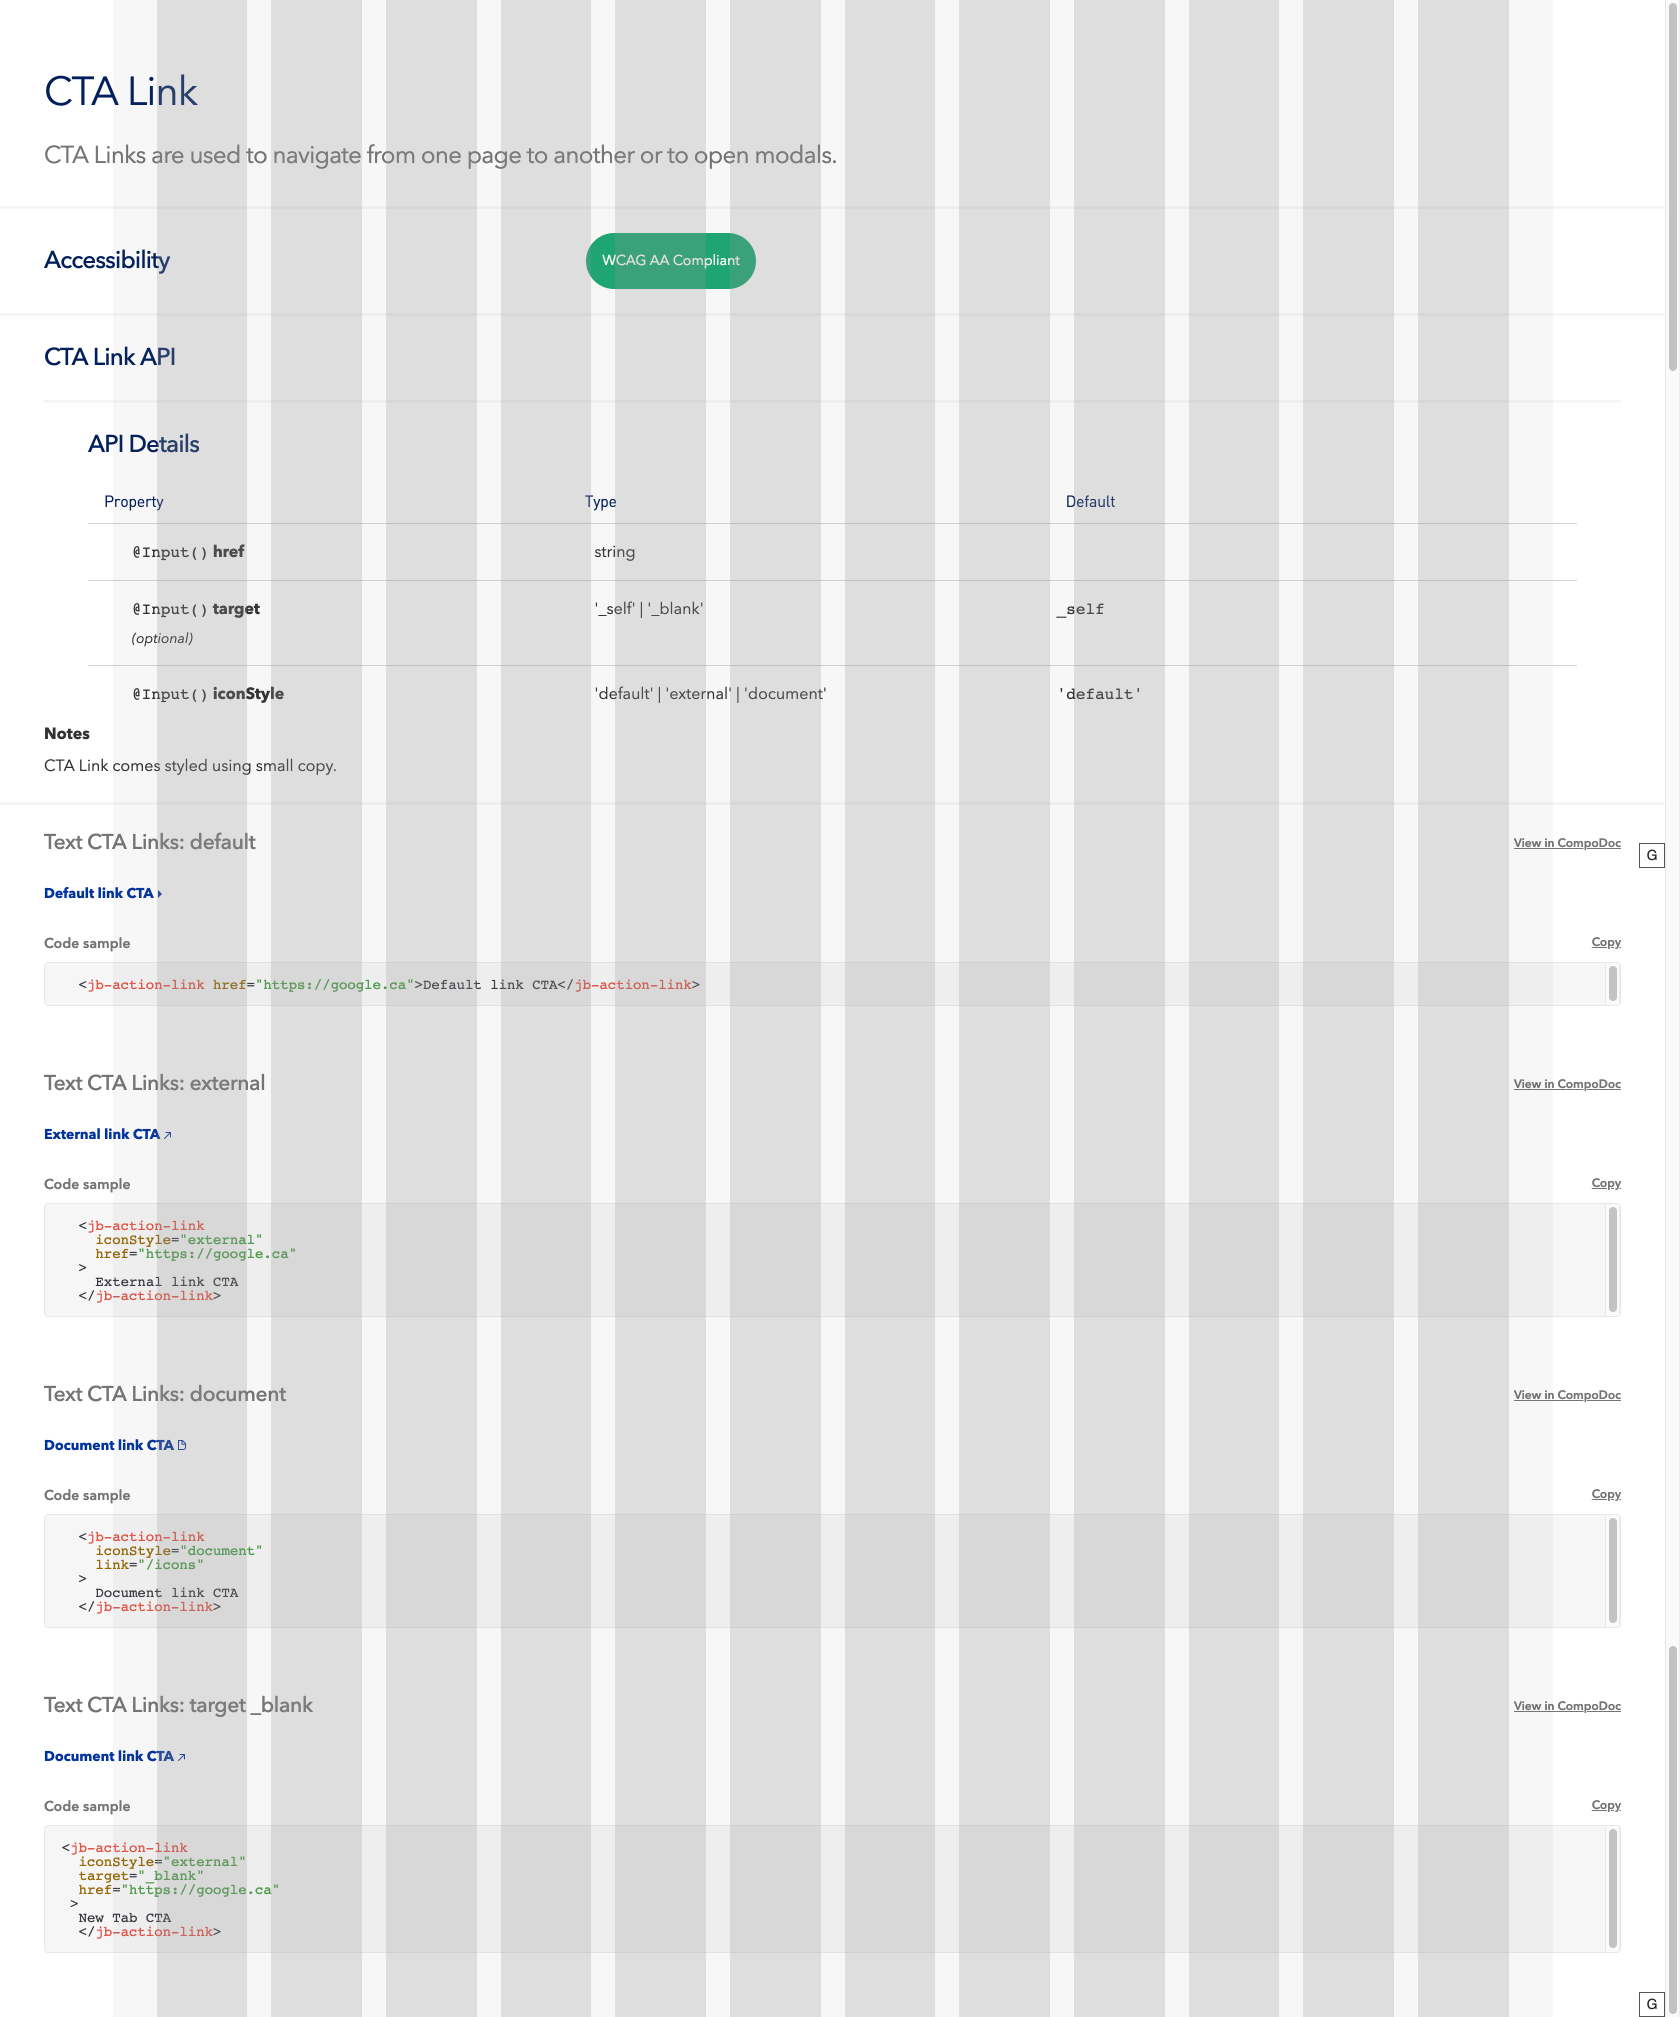 CTA Link
CTA Links are used to navigate from one page to another or to open modals.
Accessibility
WCAG AA Compliant
CTA Link API
API Details
Property Type Default
@Input() href string
@Input() target '_self' | '_blank' _self
(optional)
@Input() iconStyle 'default' | 'external' | 'document' 'default'
Notes
CTA Link comes styled using small copy.
Text CTA Links: default View in CompoDoc
G
Default link CTA
Code sample Copy
<jb-action-link href="https://google.ca">Default link CTA</jb-action-link>
Text CTA Links: external View in CompoDoc
External link CTA
Code sample Copy
<jb-action-link
iconStyle="external"
href="https://google.ca"
>
External link CTA
</jb-action-link>
Text CTA Links: document View in CompoDoc
Document link CTA
Code sample Copy
<jb-action-link
iconStyle="document"
link="/icons"
>
Document link CTA
</jb-action-link>
Text CTA Links: target _blank View in CompoDoc
Document link CTA
Code sample Copy
<jb-action-link
iconStyle="external"
target="_blank"
href="https://google.ca"
>
New Tab CTA
</jb-action-link>
G